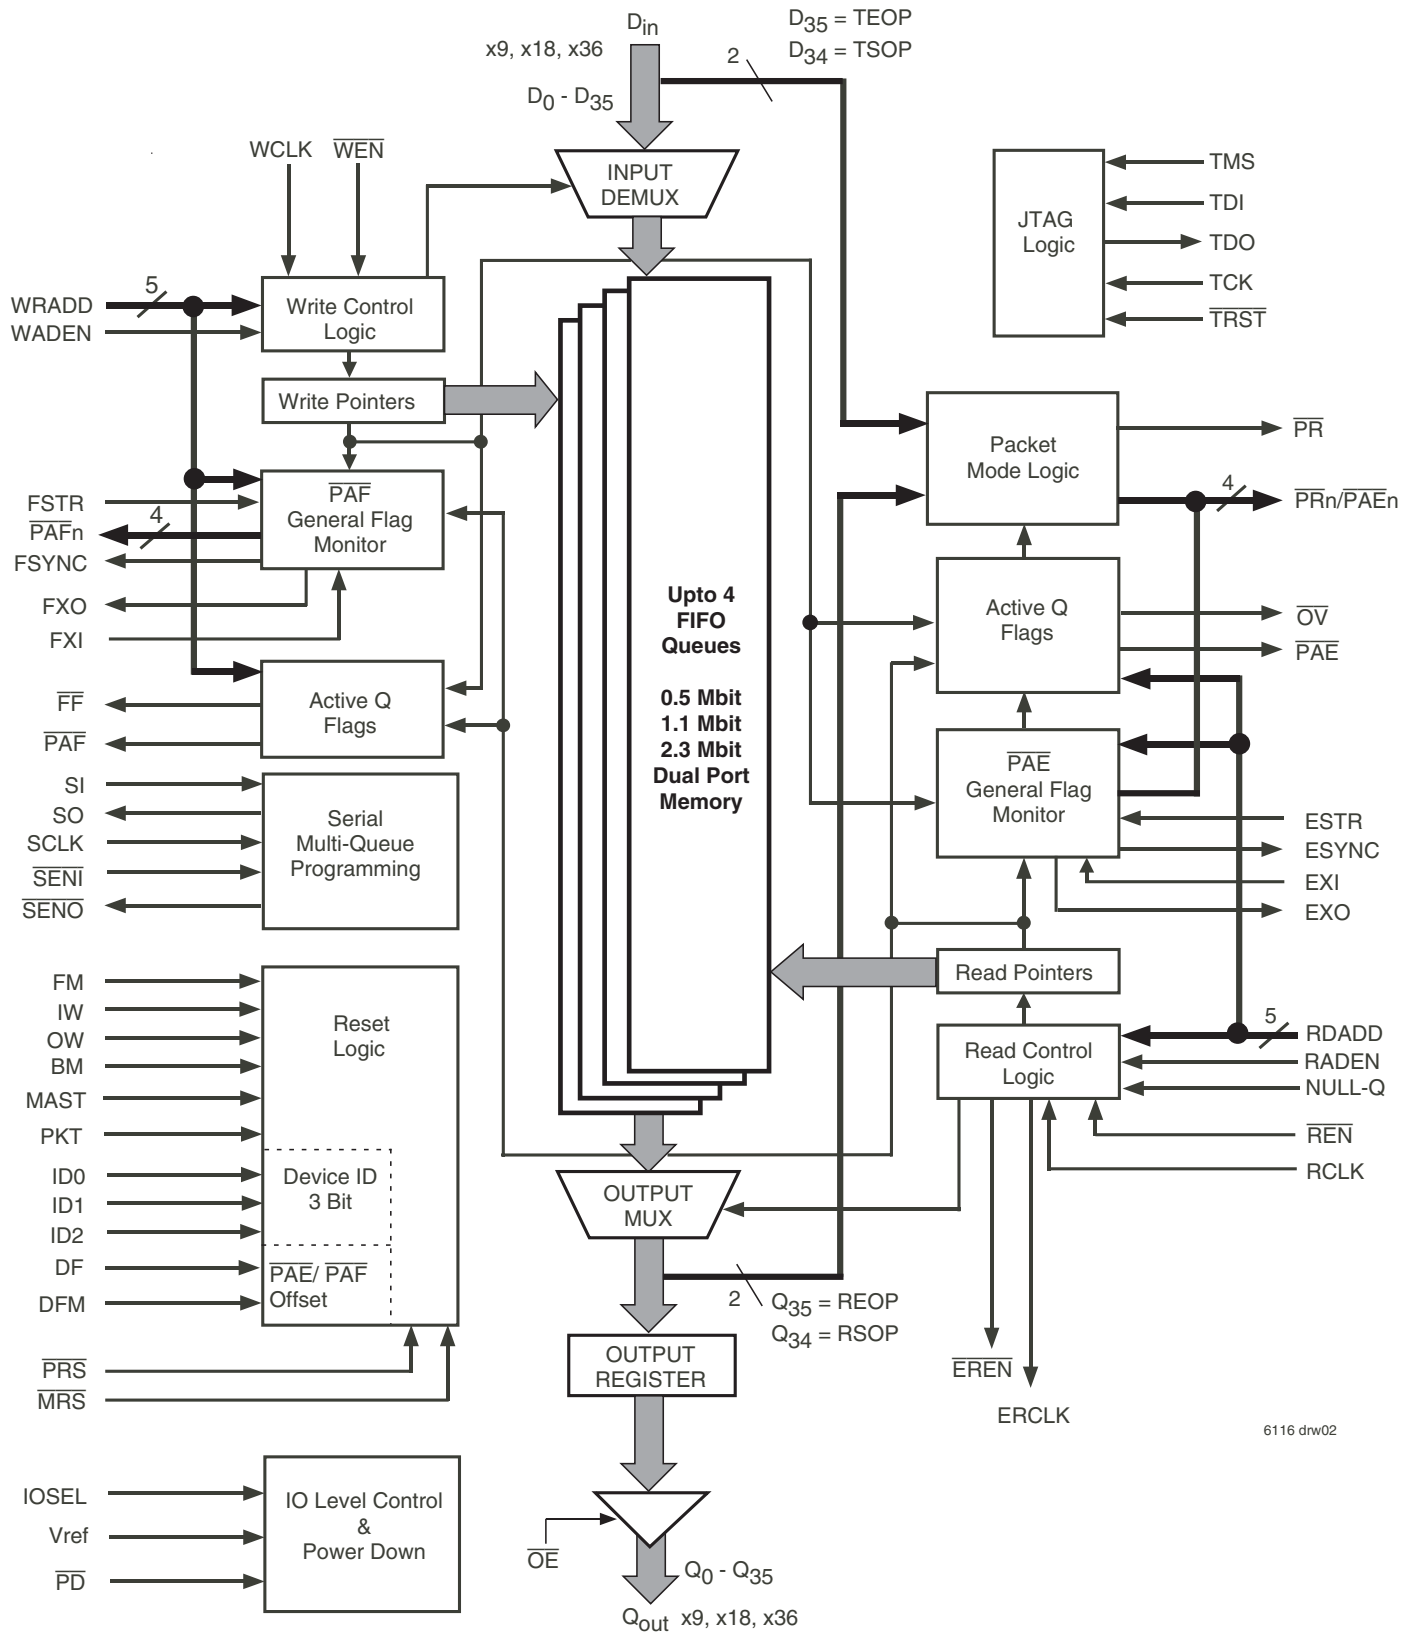 Din
D35 = TEOP
x9, x18, x36
2
D34 = TSOP
D0 - D35
WCLK
WEN
INPUT
DEMUX
TMS
TDI
JTAG
Logic
TDO
TCK
TRST
5
WRADD
WADEN
Write Control
Logic
Write Pointers
FSTR
PAFn
4
FSYNC
FXO
FXI
PAF
General Flag
Monitor
Packet
Mode Logic
PR
4
PRn/PAEn
Active Q
Flags
OV
PAE
Upto 4
FIFO
Queues
0.5 Mbit
1.1 Mbit
2.3 Mbit
Dual Port
Memory
FF
PAF
Active Q
Flags
PAE
General Flag
Monitor
ESTR
ESYNC
EXI
EXO
SI
SO
SCLK
SENI
SENO
Serial
Multi-Queue
Programming
Read Pointers
5
RDADD
RADEN
NULL-Q
Read Control
Logic
REN
RCLK
FM
IW
OW
BM
MAST
PKT
ID0
ID1
ID2
DF
DFM
Reset
Logic
Device ID
3 Bit
PAE/ PAF
Offset
PRS
MRS
OUTPUT
MUX
2
Q35 = REOP
Q34 = RSOP
OUTPUT
REGISTER
EREN
ERCLK
6116 drw02
IOSEL
Vref
PD
IO Level Control
&
Power Down
OE
Q0 - Q35
Qout x9, x18, x36